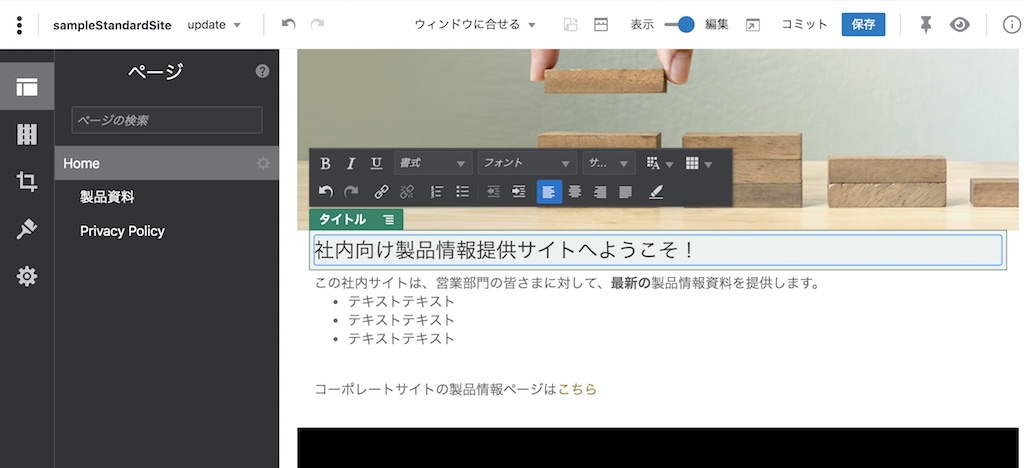 sampleStandardSite update ウィンドウに合せる 表示 編集 コミット 保存
ページ
ページの検索
Home
製品資料
Privacy Policy
B I U 書式 フォント サ...
タイトル
社内向け製品情報提供サイトへようこそ！
この社内サイトは、営業部門の皆さまに対して、最新の製品情報資料を提供します。
• テキストテキスト
• テキストテキスト
• テキストテキスト
コーポレートサイトの製品情報ページはこちら